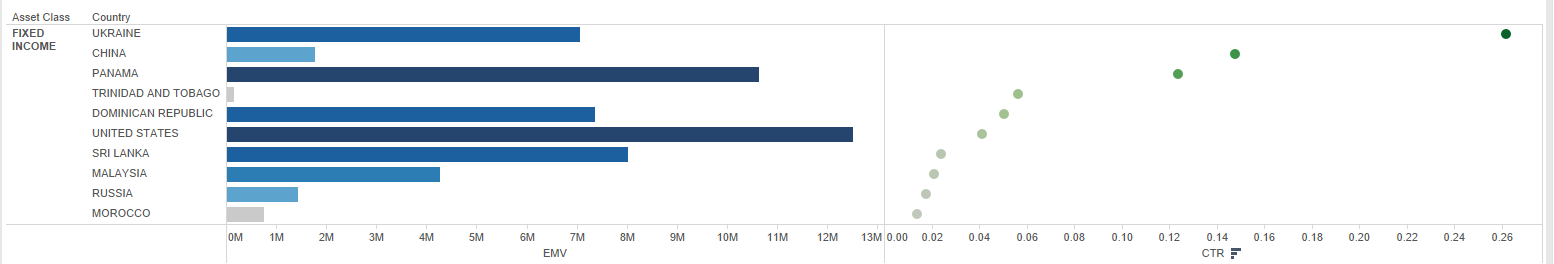 Asset Class Country
FIXED INCOME
UKRAINE
CHINA
PANAMA
TRINIDAD AND TOBAGO
DOMINICAN REPUBLIC
UNITED STATES
SRI LANKA
MALAYSIA
RUSSIA
MOROCCO
0M 1M 2M 3M 4M 5M 6M 7M 8M 9M 10M 11M 12M 13M 0.00 0.02 0.04 0.06 0.08 0.10 0.12 0.14 0.16 0.18 0.20 0.22 0.24 0.26
EMV CTR